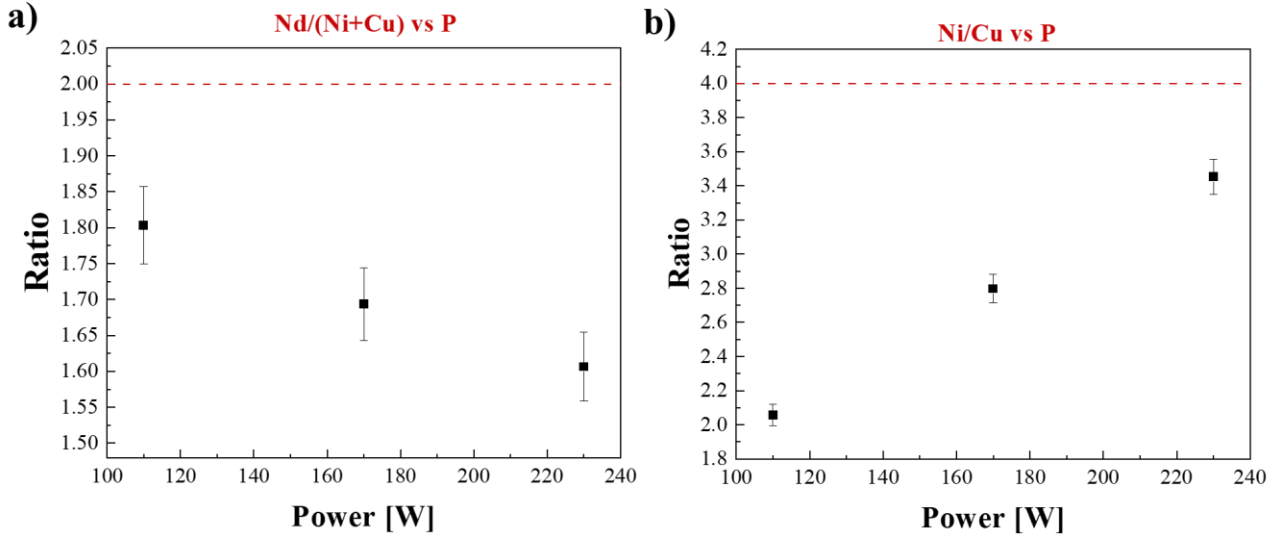 a)
Nd/(Ni+Cu) vs P
2.05
2.00
1.95
1.90
1.85
1.80
1.75
1.70
1.65
1.60
1.55
1.50
Ratio
100 120 140 160 180 200 220 240
Power [W]
b)
Ni/Cu vs P
4.2
4.0
3.8
3.6
3.4
3.2
3.0
2.8
2.6
2.4
2.2
2.0
1.8
Ratio
100 120 140 160 180 200 220 240
Power [W]